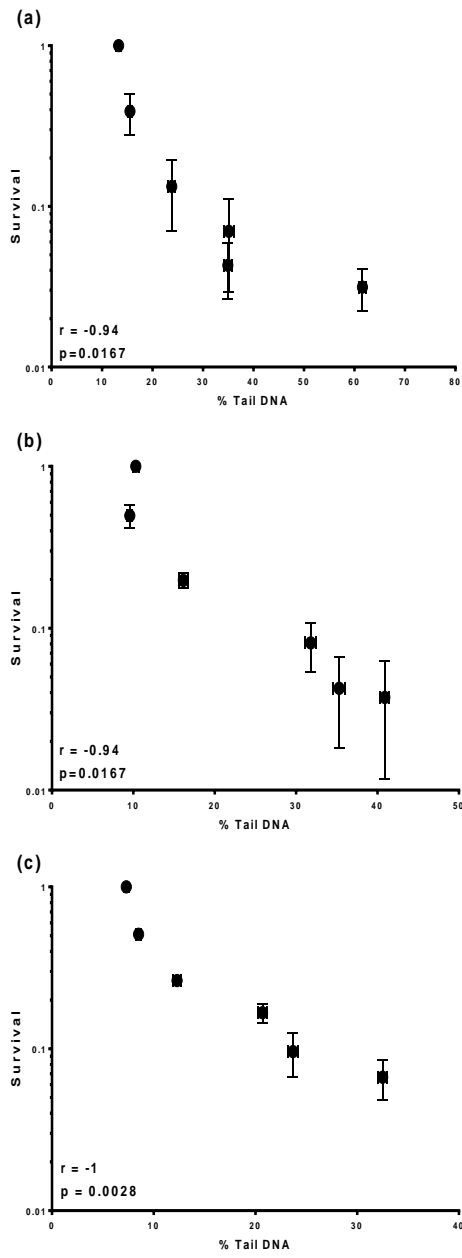 (a)
1
0.1
0.01
Survival
r = -0.94
p=0.0167
0 10 20 30 40 50 60 70 80
% Tail DNA
(b)
1
0.1
0.01
Survival
r = -0.94
p=0.0167
0 10 20 30 40 50
% Tail DNA
(c)
1
0.1
0.01
Survival
r = -1
p = 0.0028
0 10 20 30 40
% Tail DNA